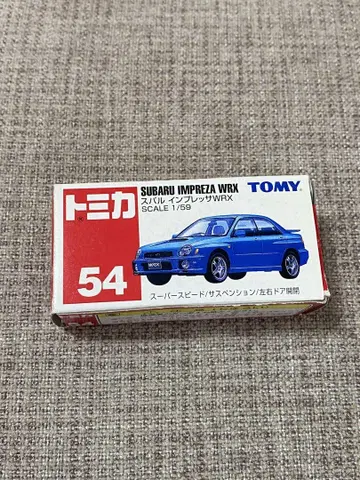 トミカ
54
SUBARU IMPREZA WRX
スバル インプレッサWRX
SCALE 1/59
TOMY
スーパースピード/サスペンション/左右ドア開閉